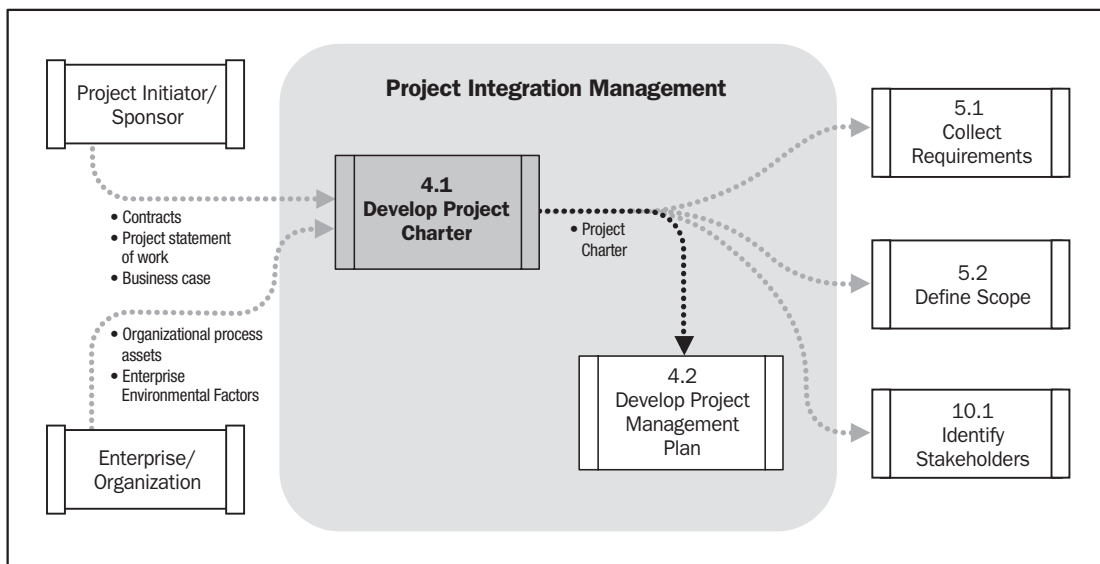 Project Integration Management
Project Initiator/
Sponsor
• Contracts
• Project statement
of work
• Business case
• Organizational process
assets
• Enterprise
Environmental Factors
Enterprise/
Organization
4.1
Develop Project
Charter
• Project
Charter
4.2
Develop Project
Management
Plan
5.1
Collect
Requirements
5.2
Define Scope
10.1
Identify
Stakeholders